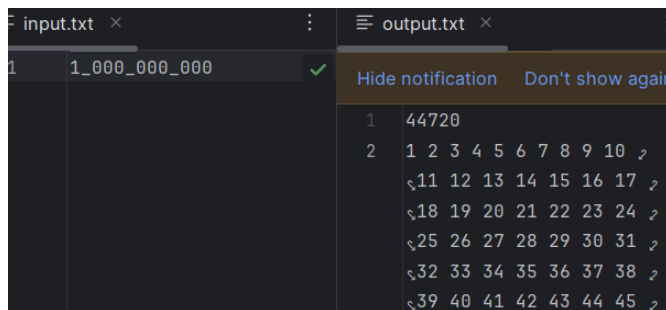 input.txt
1 1_000_000_000
output.txt
Hide notification Don't show again
1 44720
2 1 2 3 4 5 6 7 8 9 10
11 12 13 14 15 16 17
18 19 20 21 22 23 24
25 26 27 28 29 30 31
32 33 34 35 36 37 38
39 40 41 42 43 44 45